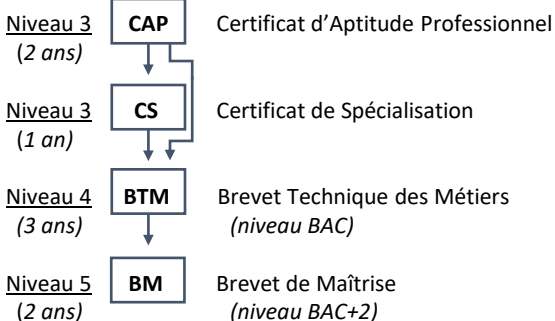 Niveau 3 CAP Certificat d’Aptitude Professionnel
(2 ans)
Niveau 3 CS Certificat de Spécialisation
(1 an)
Niveau 4 BTM Brevet Technique des Métiers
(3 ans) (niveau BAC)
Niveau 5 BM Brevet de Maîtrise
(2 ans) (niveau BAC+2)